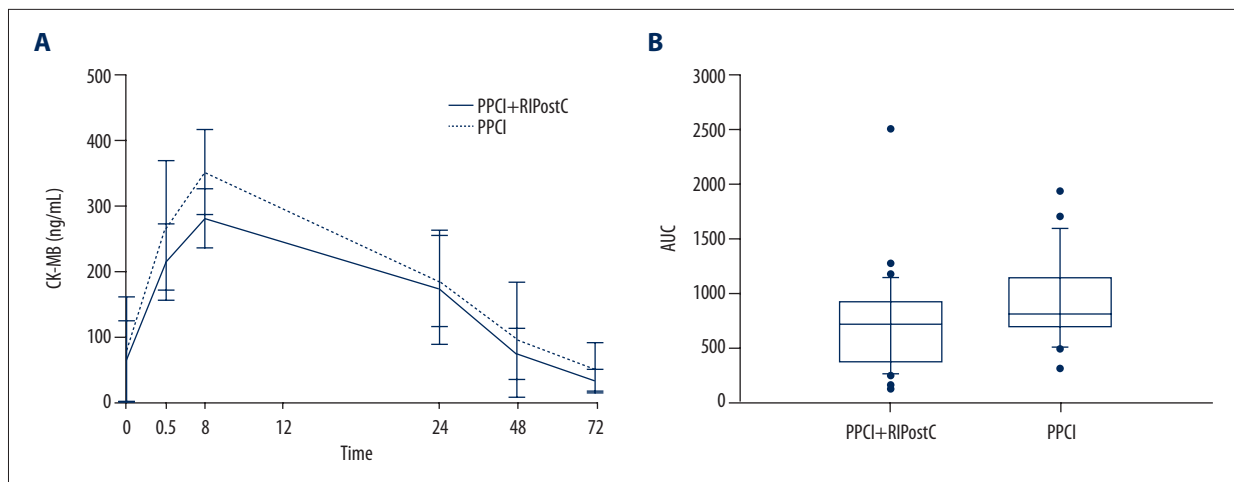 A
500
400
300
200
100
0
CK-MB (ng/mL)
PPCI+RIPostC
PPCI
0 0.5 8 12 24 48 72
Time
B
3000
2500
2000
1500
1000
500
0
AUC
PPCI+RIPostC PPCI